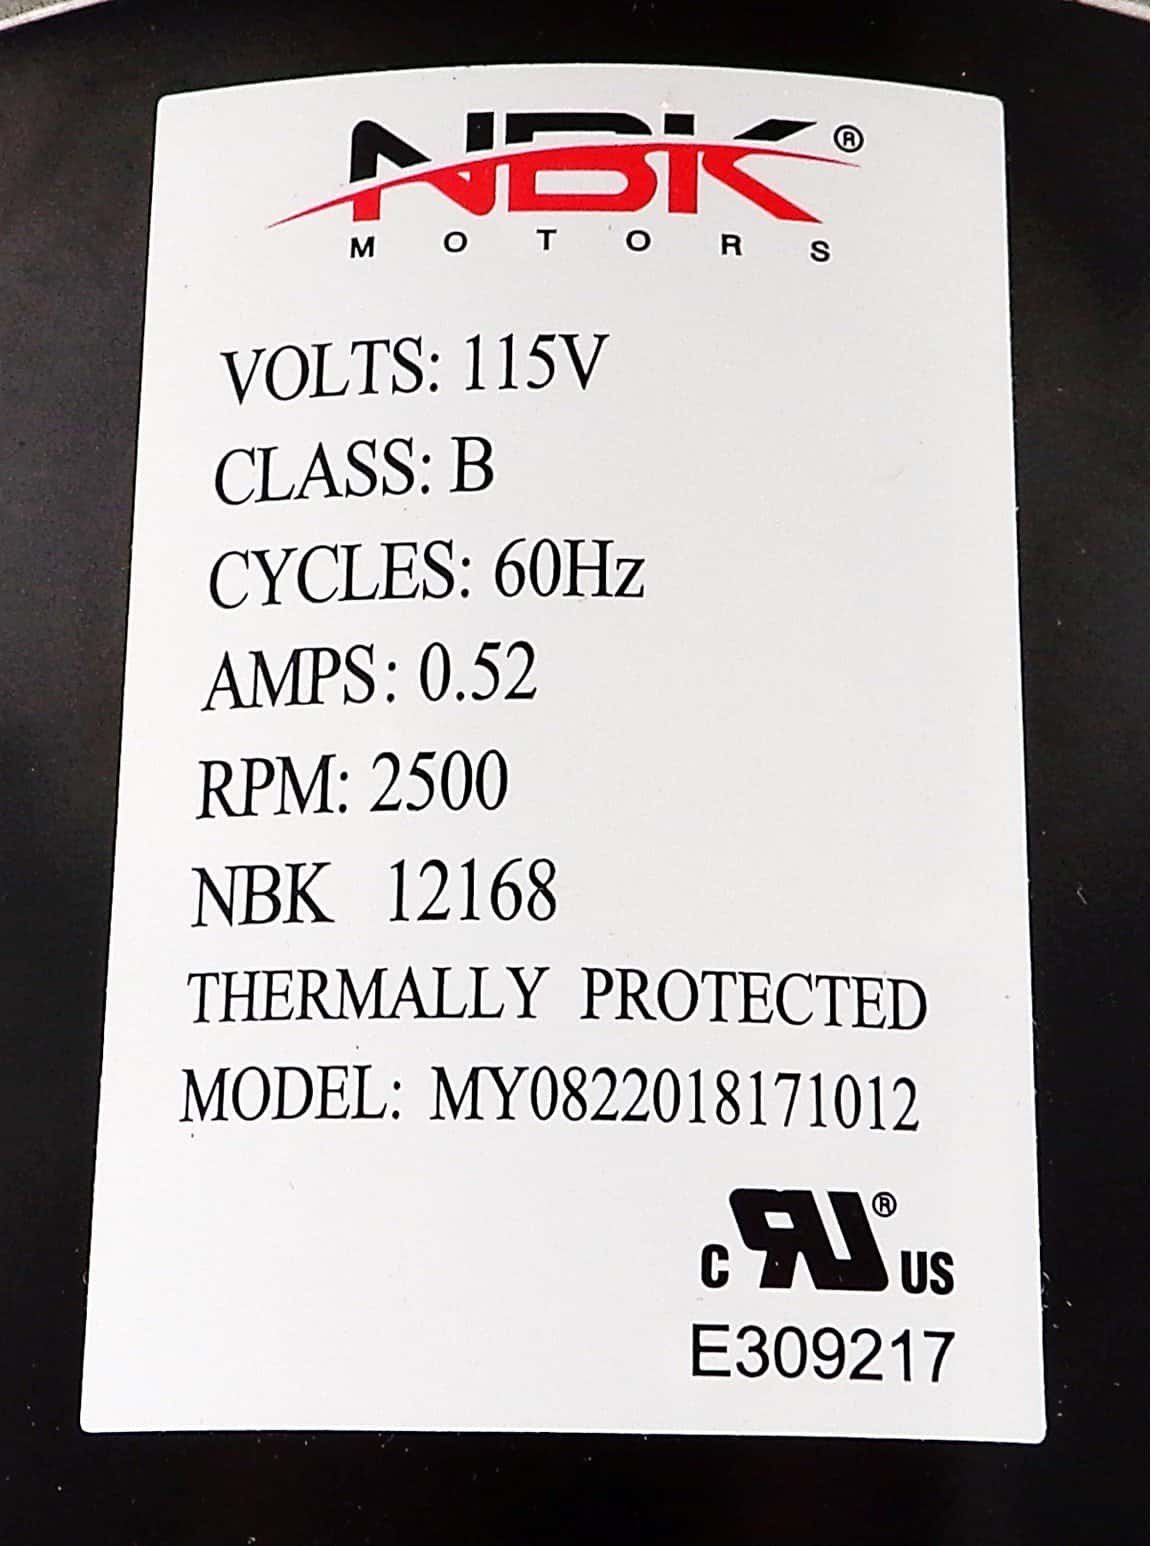 NBK®
MOTORS
VOLTS: 115V
CLASS: B
CYCLES: 60Hz
AMPS: 0.52
RPM: 2500
NBK 12168
THERMALLY PROTECTED
MODEL: MY0822018171012
C RU® US
E309217